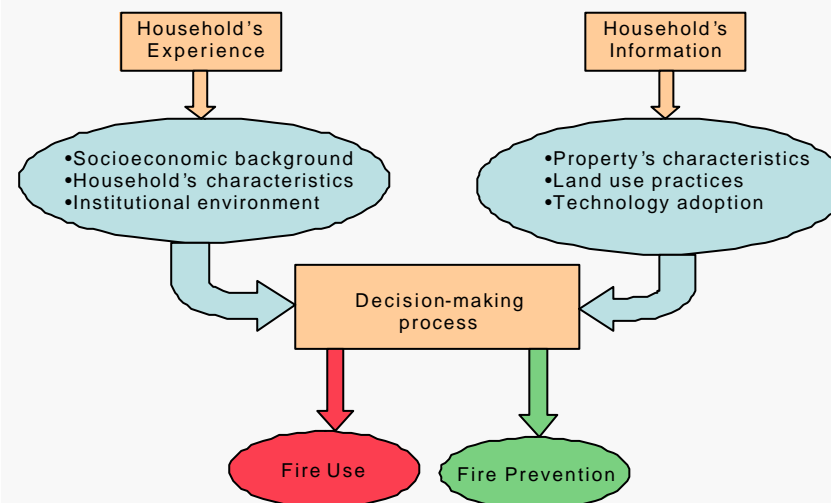 Household's
Experience
Household's
Information
•Socioeconomic background
•Household's characteristics
•Institutional environment
•Property's characteristics
•Land use practices
•Technology adoption
Decision-making
process
Fire Use
Fire Prevention